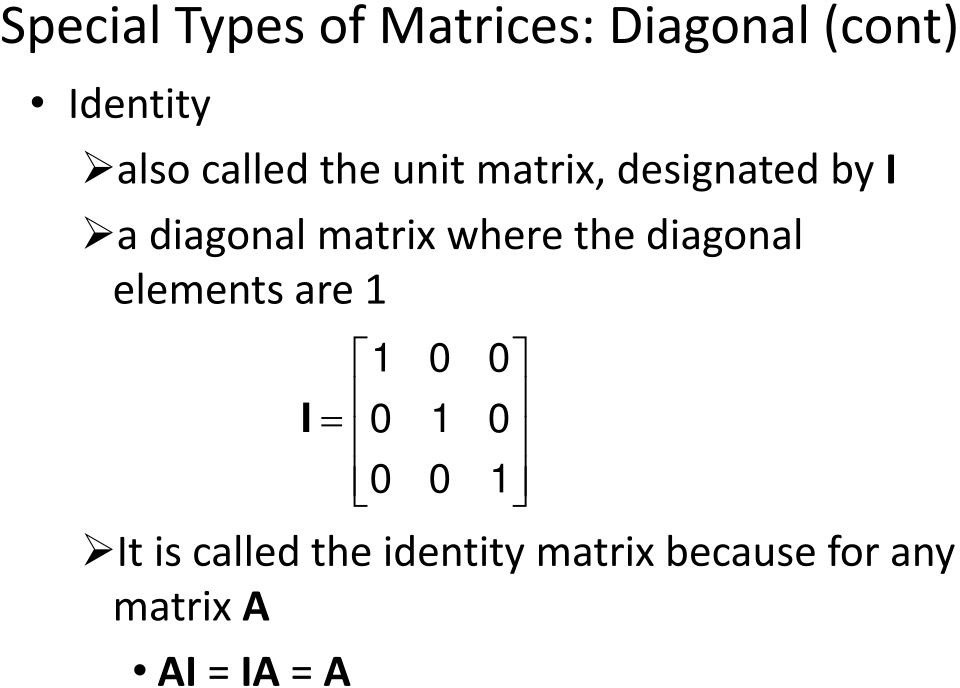 Special Types of Matrices: Diagonal (cont)
• Identity
➢also called the unit matrix, designated by I
➢a diagonal matrix where the diagonal
elements are 1
1 0 0
I = 0 1 0
0 0 1
➢It is called the identity matrix because for any
matrix A
• AI = IA = A